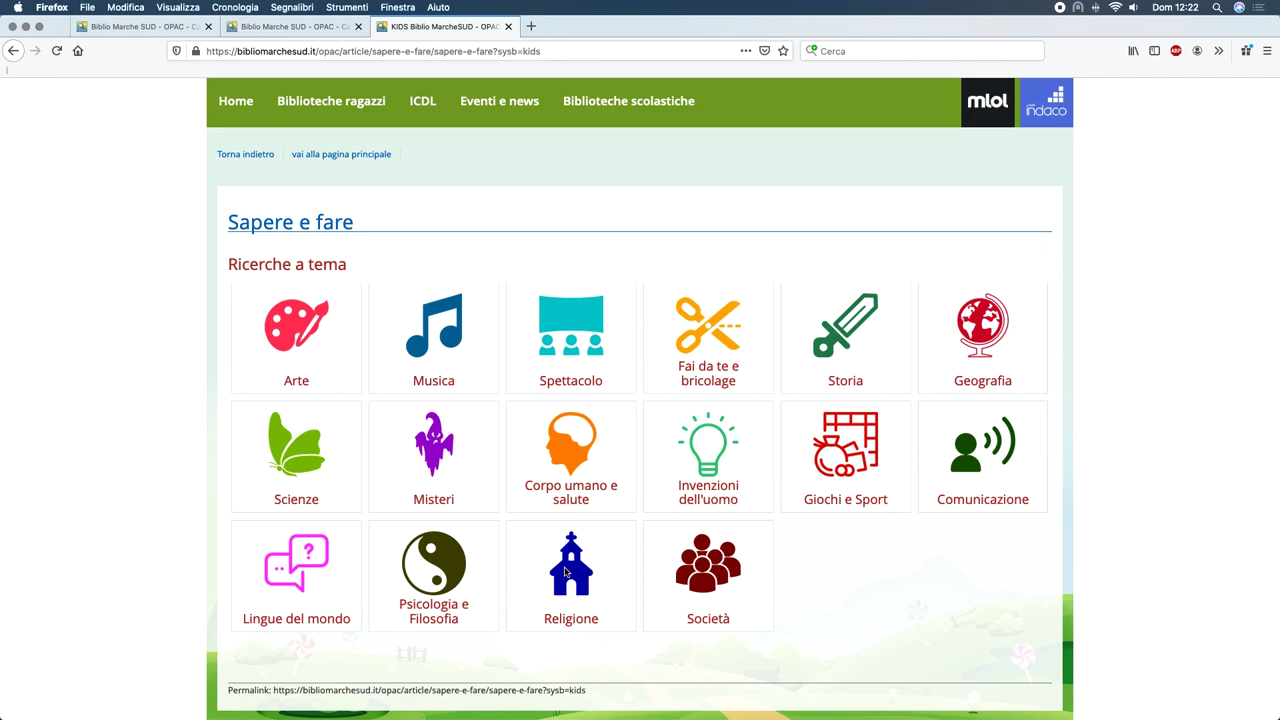 Firefox File Modifica Visualizza Cronologia Segnalibri Strumenti Finestra Aiuto Dom 12:22
Biblio Marche SUD - OPAC - Ca
Biblio Marche SUD - OPAC - C
KIDS Biblio MarcheSUD - OPAC
https://bibliomarchesud.it/opac/article/sapere-e-fare/sapere-e-fare?sysb=kids
Cerca
ABP
Home Biblioteche ragazzi ICDL Eventi e news Biblioteche scolastiche
mlol
indaco
Torna indietro vai alla pagina principale
Sapere e fare
Ricerche a tema
Arte
Musica
Spettacolo
Fai da te e
bricolage
Storia
Geografia
Scienze
Misteri
Corpo umano e
salute
Invenzioni
dell'uomo
Giochi e Sport
Comunicazione
?
Lingue del mondo
Psicologia e
Filosofia
Religione
Società
Permalink: https://bibliomarchesud.it/opac/article/sapere-e-fare/sapere-e-fare?sysb=kids